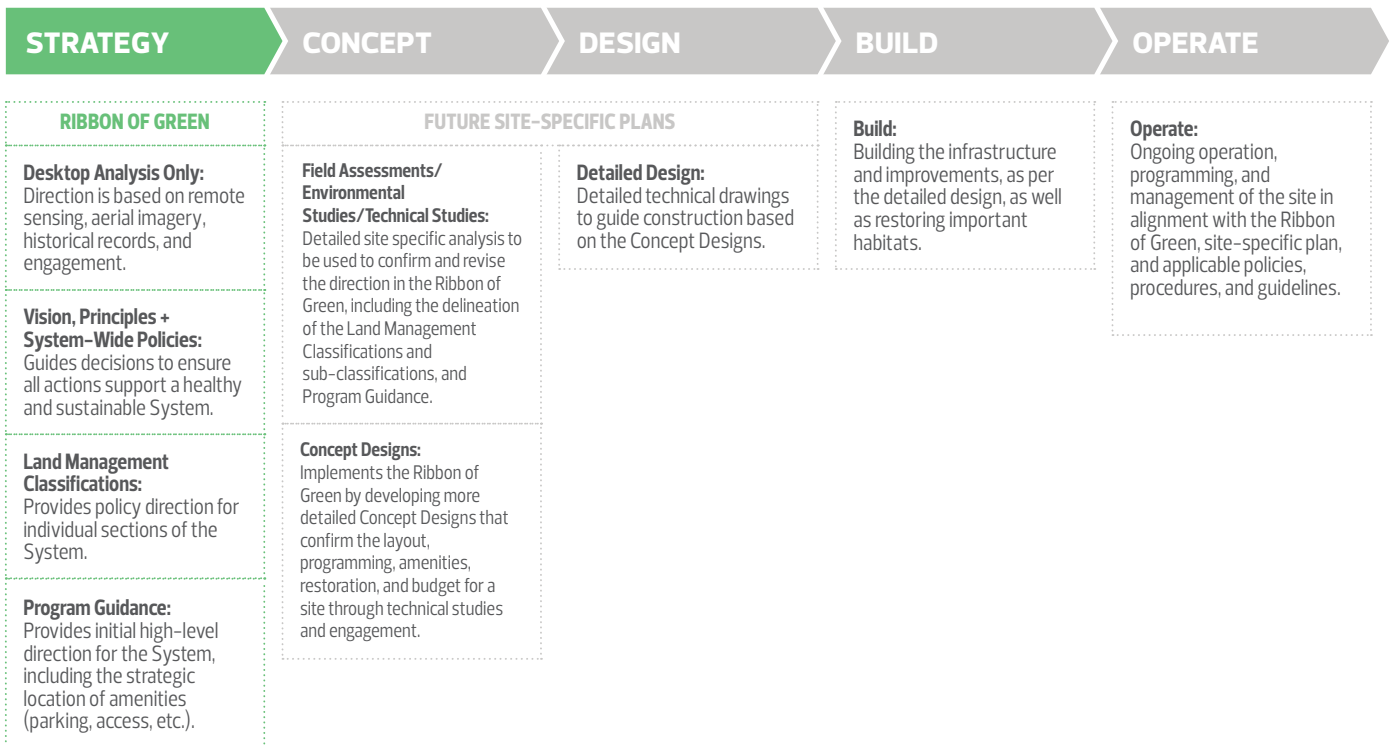 STRATEGY
CONCEPT
DESIGN
BUILD
OPERATE
RIBBON OF GREEN
Desktop Analysis Only:
Direction is based on remote
sensing, aerial imagery,
historical records, and
engagement.
Vision, Principles +
System-Wide Policies:
Guides decisions to ensure
all actions support a healthy
and sustainable System.
Land Management
Classifications:
Provides policy direction for
individual sections of the
System.
Program Guidance:
Provides initial high-level
direction for the System,
including the strategic
location of amenities
(parking, access, etc.).
FUTURE SITE-SPECIFIC PLANS
Field Assessments/
Environmental
Studies/Technical Studies:
Detailed site specific analysis to
be used to confirm and revise
the direction in the Ribbon of
Green, including the delineation
of the Land Management
Classifications and
sub-classifications, and
Program Guidance.
Concept Designs:
Implements the Ribbon of
Green by developing more
detailed Concept Designs that
confirm the layout,
programming, amenities,
restoration, and budget for a
site through technical studies
and engagement.
Detailed Design:
Detailed technical drawings
to guide construction based
on the Concept Designs.
Build:
Building the infrastructure
and improvements, as per
the detailed design, as well
as restoring important
habitats.
Operate:
Ongoing operation,
programming, and
management of the site in
alignment with the Ribbon
of Green, site-specific plan,
and applicable policies,
procedures, and guidelines.